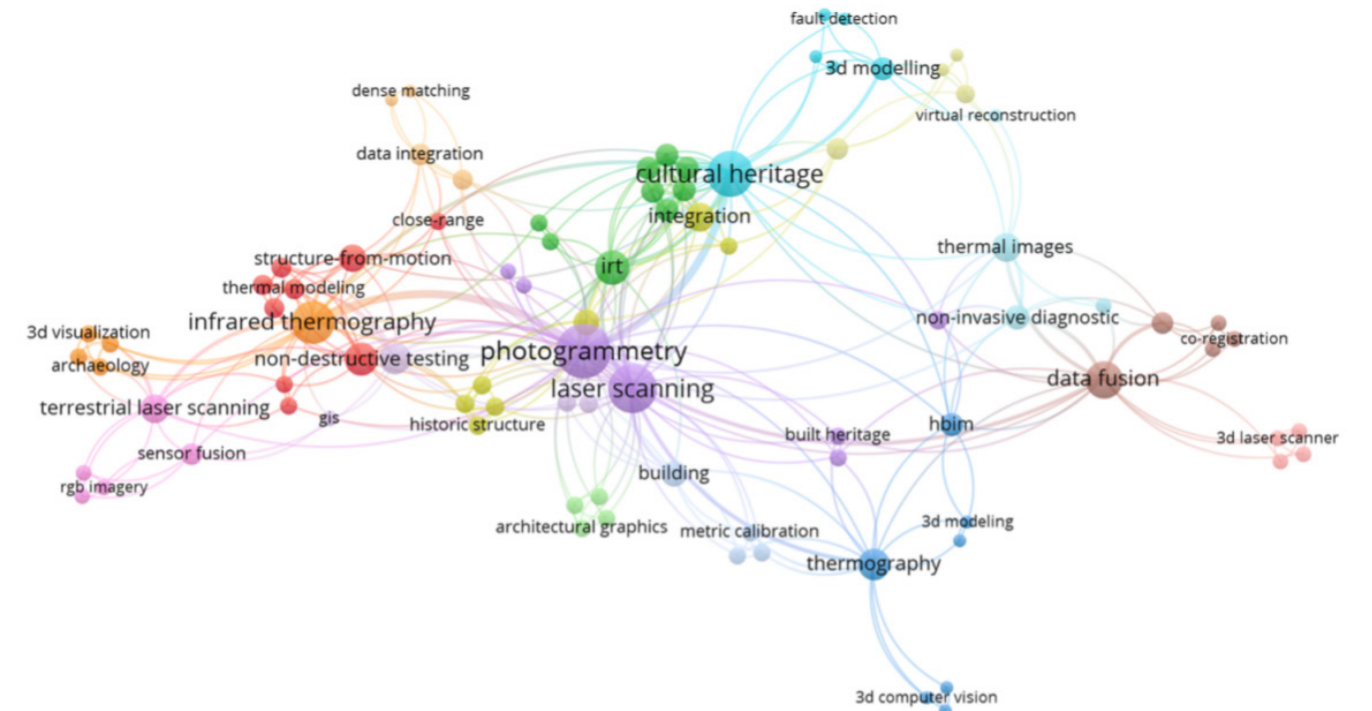 fault detection
3d modelling
dense matching
virtual reconstruction
data integration
cultural heritage
close-range
integration
thermal images
structure-from-motion
irt
thermal modeling
infrared thermography
non-invasive diagnostic
3d visualization
co-registration
non-destructive testing
photogrammetry
archaeology
data fusion
laser scanning
terrestrial laser scanning
gis
historic structure
hbim
built heritage
3d laser scanner
sensor fusion
building
rgb imagery
architectural graphics
metric calibration
3d modeling
thermography
3d computer vision